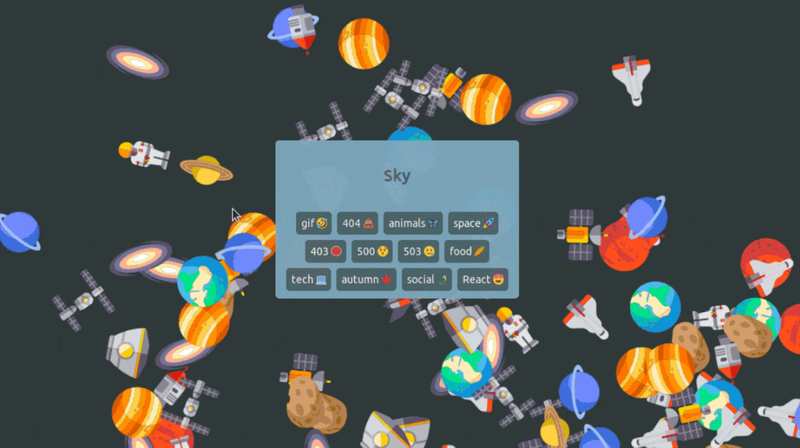 Sky
gif🤣 404🙈 animals🦋 space🚀
403⛔ 500😲 503🤐 food🥖
tech💻 autumn🍁 social🤳 React😍